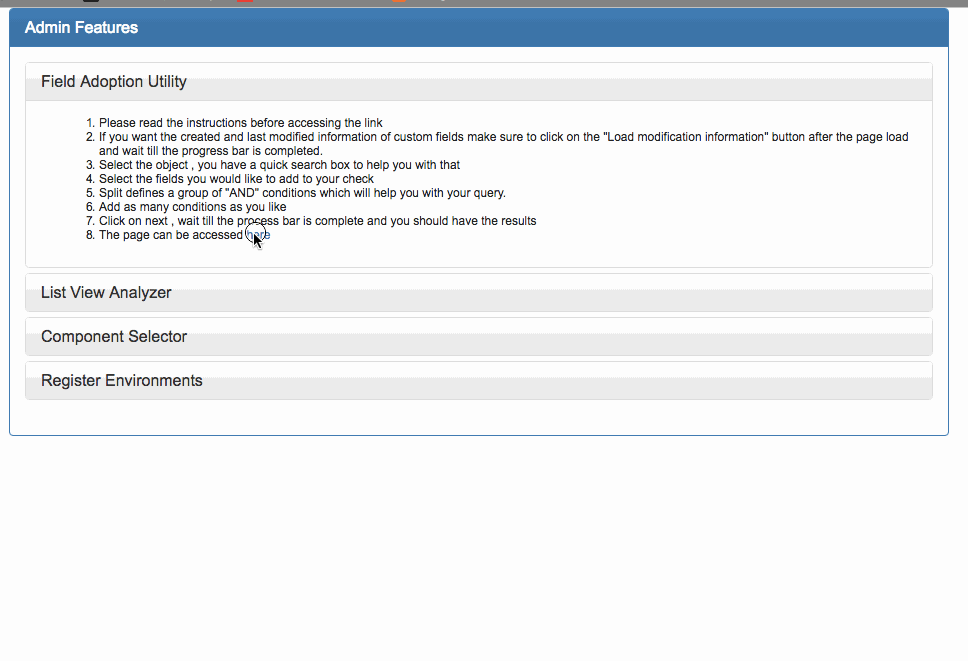 Admin Features
Field Adoption Utility
1. Please read the instructions before accessing the link
2. If you want the created and last modified information of custom fields make sure to click on the "Load modification information" button after the page load
and wait till the progress bar is completed.
3. Select the object , you have a quick search box to help you with that
4. Select the fields you would like to add to your check
5. Split defines a group of "AND" conditions which will help you with your query.
6. Add as many conditions as you like
7. Click on next , wait till the process bar is complete and you should have the results
8. The page can be accessed here
List View Analyzer
Component Selector
Register Environments